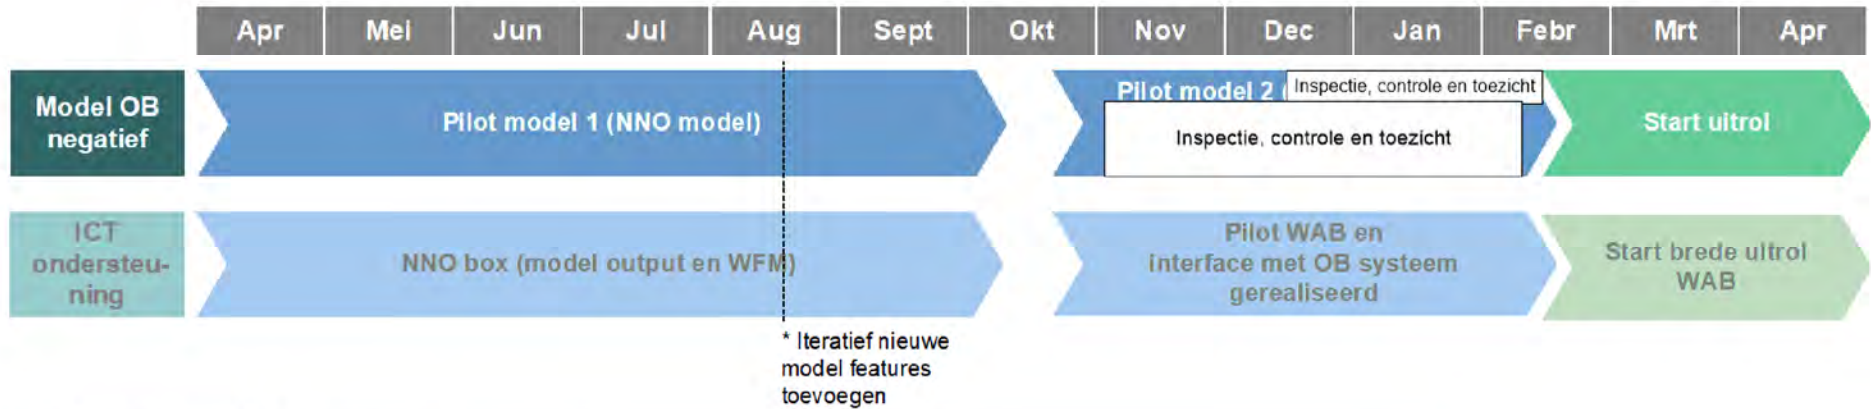 Apr Mei Jun Jul Aug Sept Okt Nov Dec Jan Febr Mrt Apr
Model OB
negatief
Pilot model 1 (NNO model)
Pilot model 2 (
Inspectie, controle en toezicht
Inspectie, controle en toezicht
Start uitrol
ICT
ondersteu-
ning
NNO box (model output en WFM)
Pilot WAB en
interface met OB systeem
gerealiseerd
Start brede uitrol
WAB
* Iteratief nieuwe
model features
toevoegen